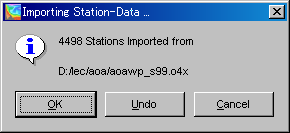 Importing Station-Data ...
4498 Stations Imported from
D:/lec/aoa/aoawp_s99.o4x
OK
Undo
Cancel